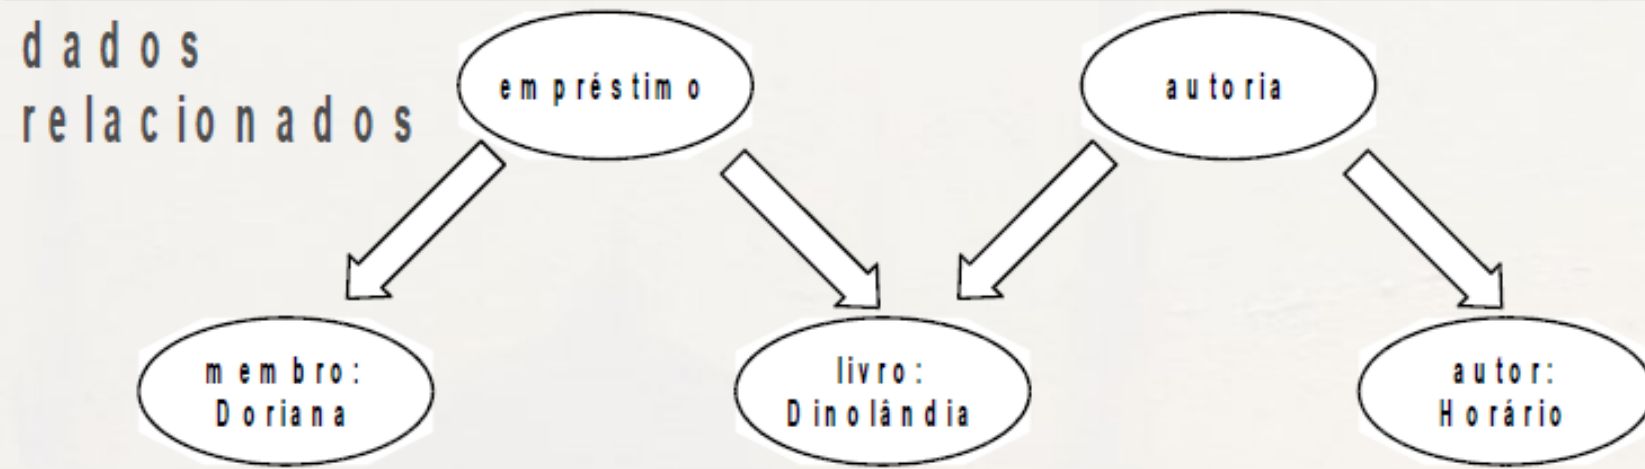 dados
relacionados
empréstimo
autoria
membro:
Doriana
livro:
Dinolândia
autor:
Horário